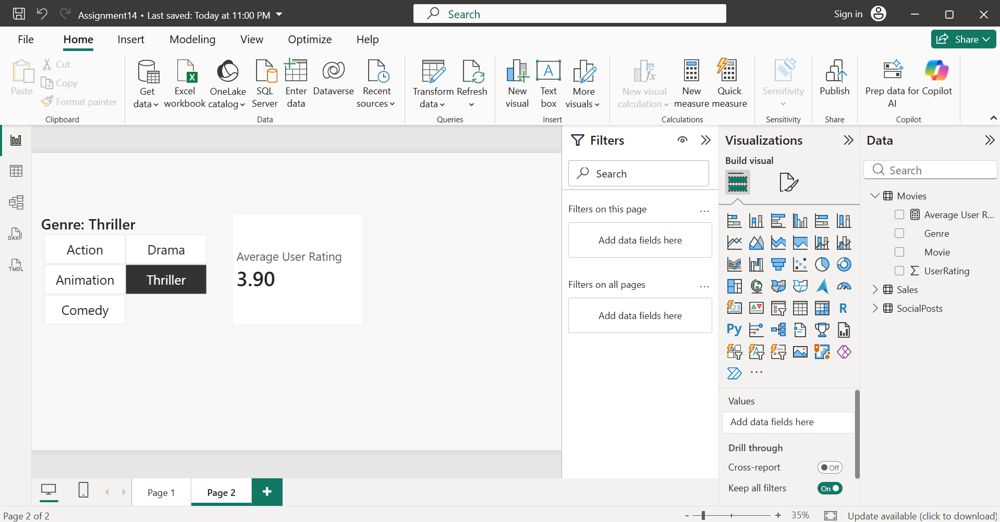 Assignment14 • Last saved: Today at 11:00 PM
Search
Sign in
File Home Insert Modeling View Optimize Help
Share
Paste
Cut
Copy
Format painter
Clipboard
Get data
Excel workbook
OneLake catalog
SQL Server
Enter data
Dataverse
Recent sources
Data
Transform data
Refresh
Queries
New visual
Text box
More visuals
Insert
New visual calculation
New measure
Quick measure
Calculations
Sensitivity
Sensitivity
Publish
Share
Prep data for AI
Copilot
Copilot
DAX
TMDL
Genre: Thriller
Action
Drama
Animation
Thriller
Comedy
Average User Rating
3.90
Filters
Search
Filters on this page ...
Add data fields here
Filters on all pages ...
Add data fields here
Visualizations
Build visual
123
R
Py
...
Values
Add data fields here
Drill through
Cross-report Off
Keep all filters On
Data
Search
Movies
Average User R...
Genre
Movie
UserRating
Sales
SocialPosts
Page 1
Page 2
+
Page 2 of 2
- + 35%
Update available (click to download)